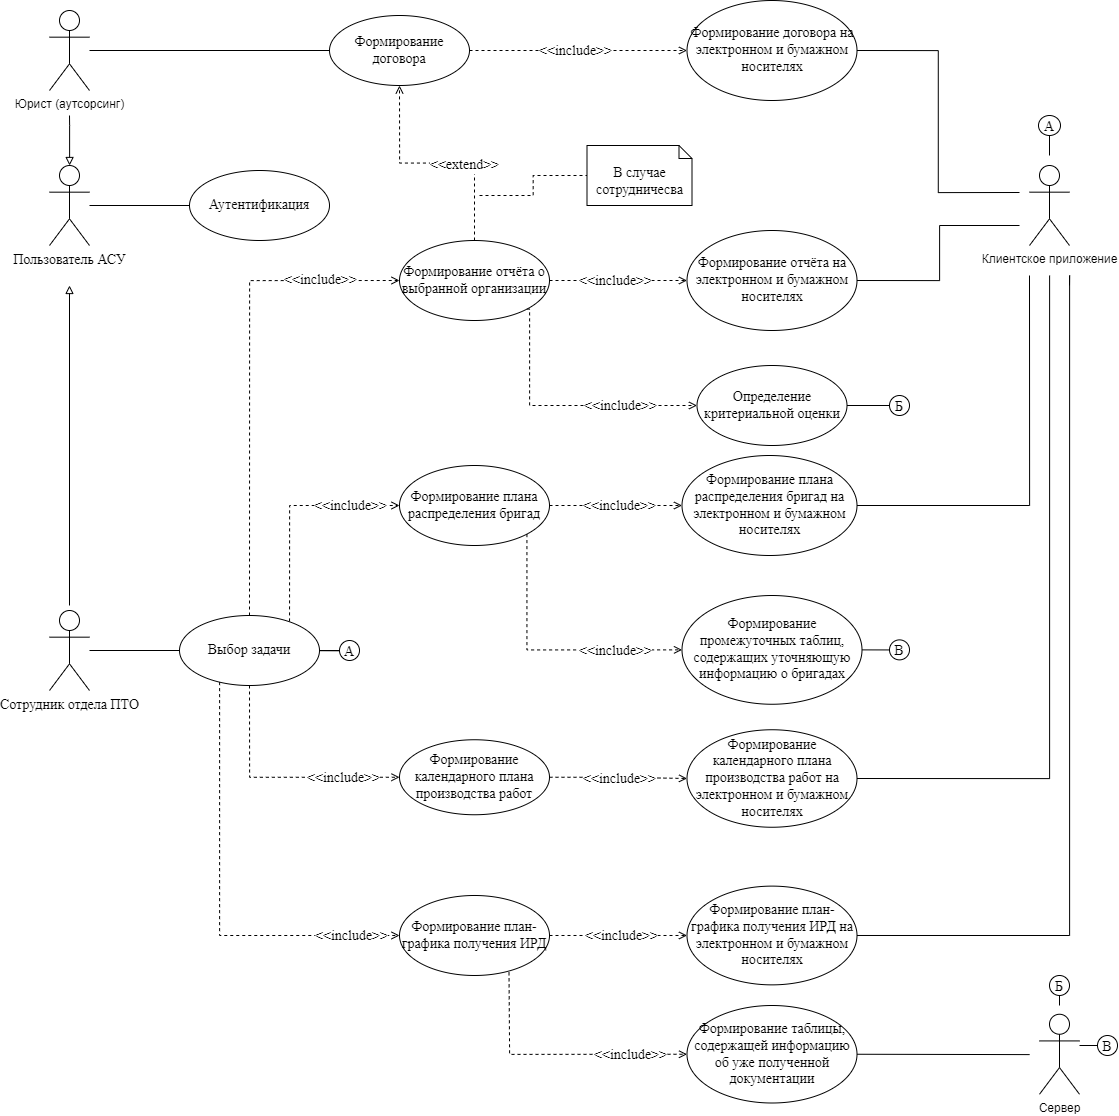 Формирование
договора
<<include>>
Формирование договора на
электронном и бумажном
носителях
Юрист (аутсорсинг)
А
<<extend>>
В случае
сотрудничесва
Аутентификация
Пользователь АСУ
Клиентское приложение
<<include>>
Формирование отчёта о
выбранной организации
<<include>>
Формирование отчёта на
электронном и бумажном
носителях
<<include>>
Определение
критериальной оценки
Б
<<include>>
Формирование плана
распределения бригад
<<include>>
Формирование плана
распределения бригад на
электронном и бумажном
носителях
Выбор задачи
А
<<include>>
Формирование
промежуточных таблиц,
содержащих уточняющую
информацию о бригадах
В
Сотрудник отдела ПТО
<<include>>
Формирование
календарного плана
производства работ
<<include>>
Формирование
календарного плана
производства работ на
электронном и бумажном
носителях
<<include>>
Формирование план-
графика получения ИРД
<<include>>
Формирование план-
графика получения ИРД на
электронном и бумажном
носителях
Б
<<include>>
Формирование таблицы,
содержащей информацию
об уже полученной
документации
В
Сервер